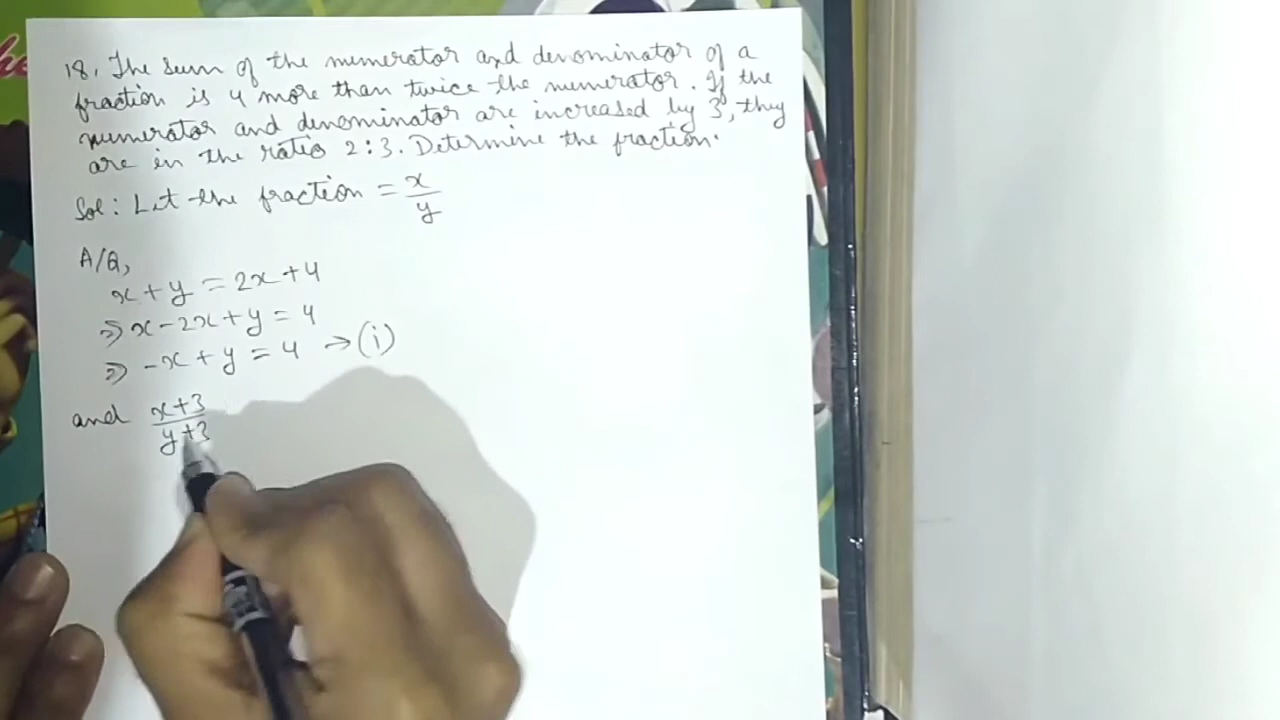 18. The sum of the numerator and denominator of a
fraction is 4 more than twice the numerator. If the
numerator and denominator are increased by 3, they
are in the ratio 2:3. Determine the fraction.
Sol: Let the fraction = x/y
A/Q,
x + y = 2x + 4
⇒ x - 2x + y = 4
⇒ -x + y = 4 → (i)
and x+3/y+3